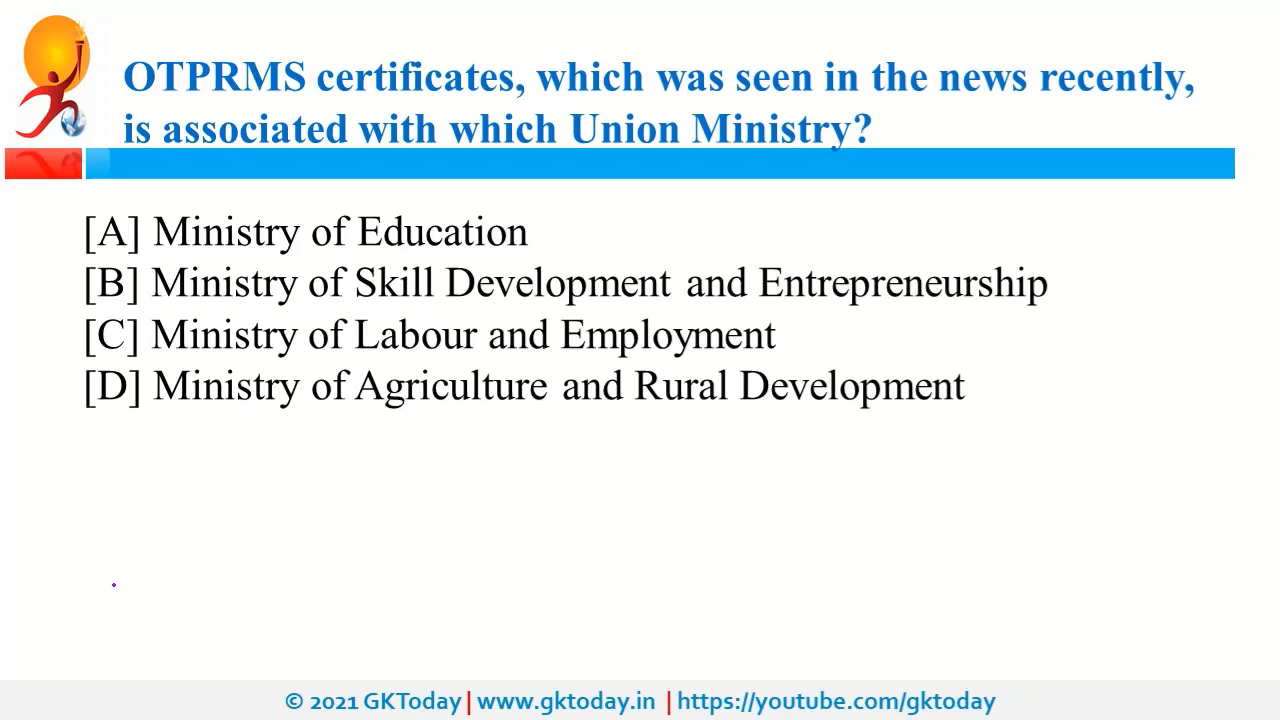 OTPRMS certificates, which was seen in the news recently,
is associated with which Union Ministry?
[A] Ministry of Education
[B] Ministry of Skill Development and Entrepreneurship
[C] Ministry of Labour and Employment
[D] Ministry of Agriculture and Rural Development
© 2021 GKToday | www.gktoday.in | https://youtube.com/gktoday